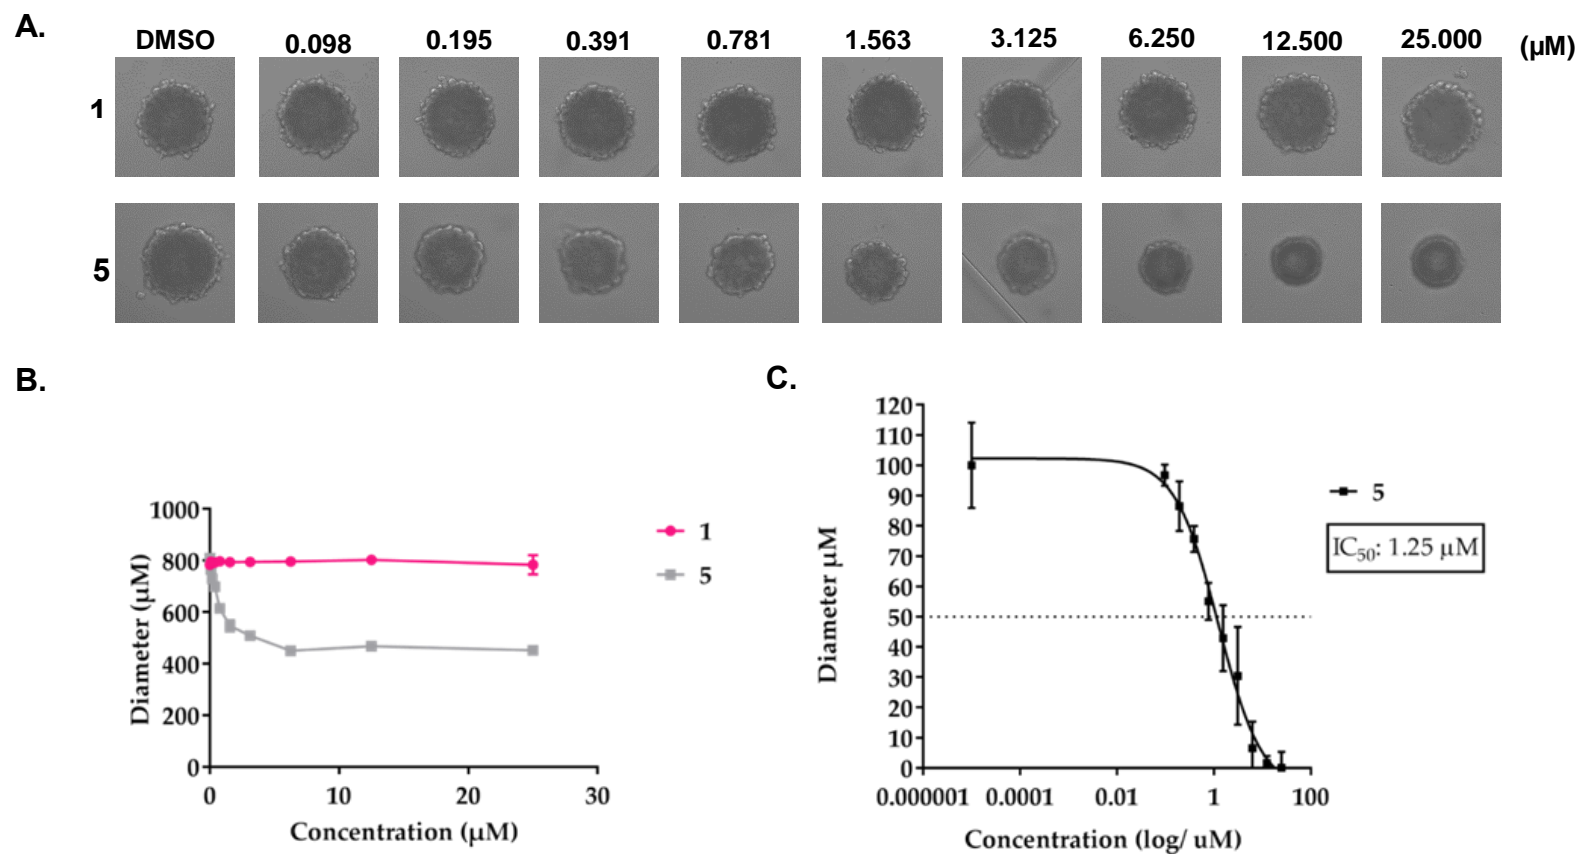 A.
DMSO 0.098 0.195 0.391 0.781 1.563 3.125 6.250 12.500 25.000 (µM)
1
5
B.
1000
800
600
400
200
0
0 10 20 30
Diameter (µM)
Concentration (µM)
1
5
C.
120
110
100
90
80
70
60
50
40
30
20
10
0
0.000001 0.0001 0.01 1 100
Diameter µM
Concentration (log/ uM)
5
IC50: 1.25 µM